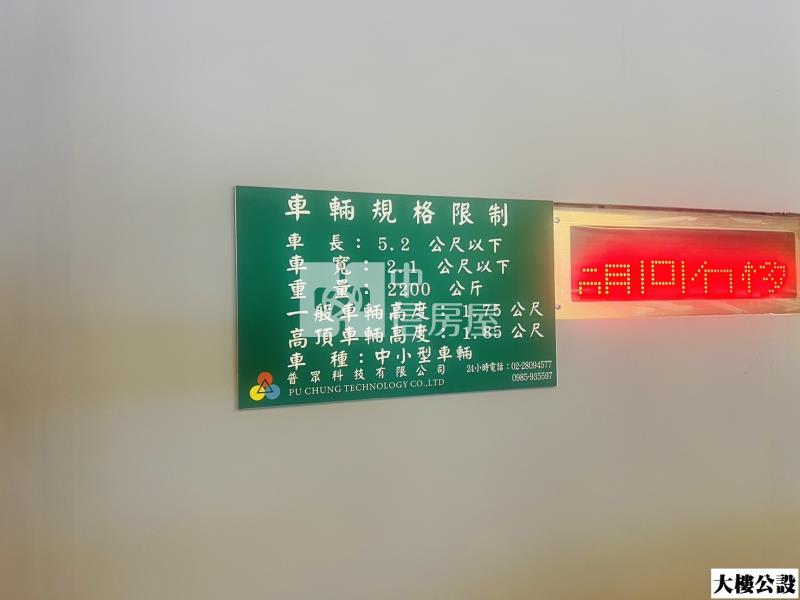 車輛規格限制
車長：5.2 公尺以下
車寬：2.1 公尺以下
重量：2200 公斤
一般車輛高度：1.75 公尺
高頂車輛高度：1.85 公尺
車種：中小型車輛
普眾科技有限公司
PU CHUNG TECHNOLOGY CO.,LTD
24小時電話：02-28094577
0985-935597
中信房屋
大樓公設